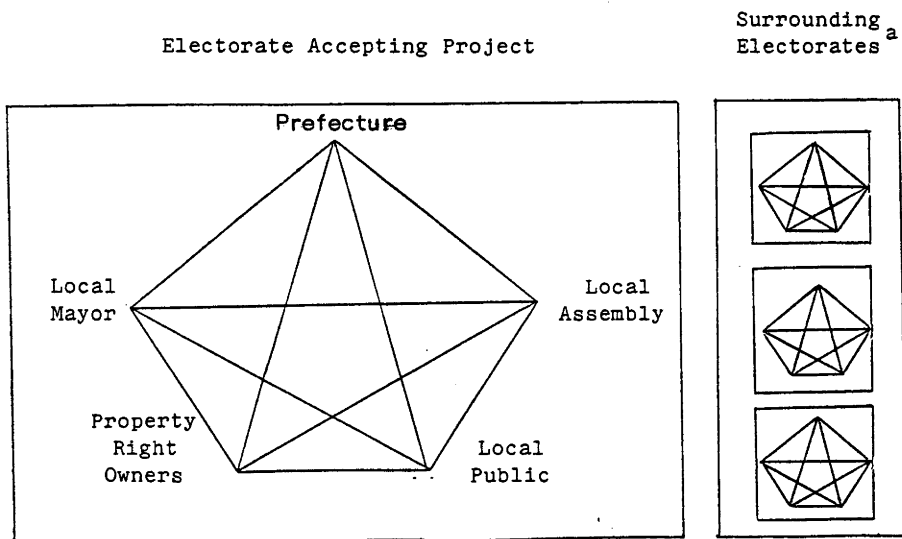 Electorate Accepting Project
Surrounding
Electorates a
Prefecture
Local
Mayor
Local
Assembly
Property
Right
Owners
Local
Public